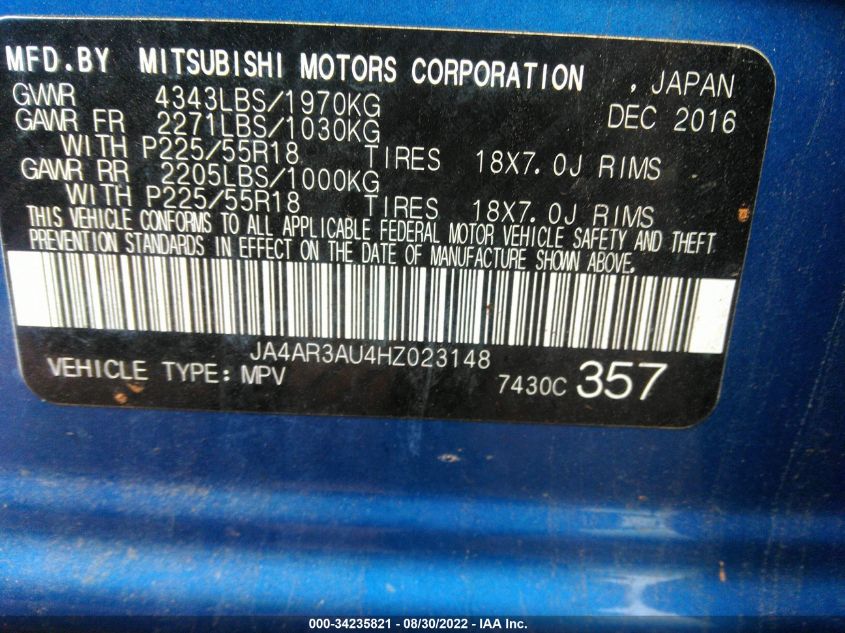 MFD.BY MITSUBISHI MOTORS CORPORATION , JAPAN
GVWR 4343LBS/1970KG DEC 2016
GAWR FR 2271LBS/1030KG
WITH P225/55R18 TIRES 18X7.0J RIMS
GAWR RR 2205LBS/1000KG
WITH P225/55R18 TIRES 18X7.0J RIMS
THIS VEHICLE CONFORMS TO ALL APPLICABLE FEDERAL MOTOR VEHICLE SAFETY AND THEFT
PREVENTION STANDARDS IN EFFECT ON THE DATE OF MANUFACTURE SHOWN ABOVE.
JA4AR3AU4HZ023148
VEHICLE TYPE: MPV 7430C 357
000-34235821 - 08/30/2022 - IAA Inc.